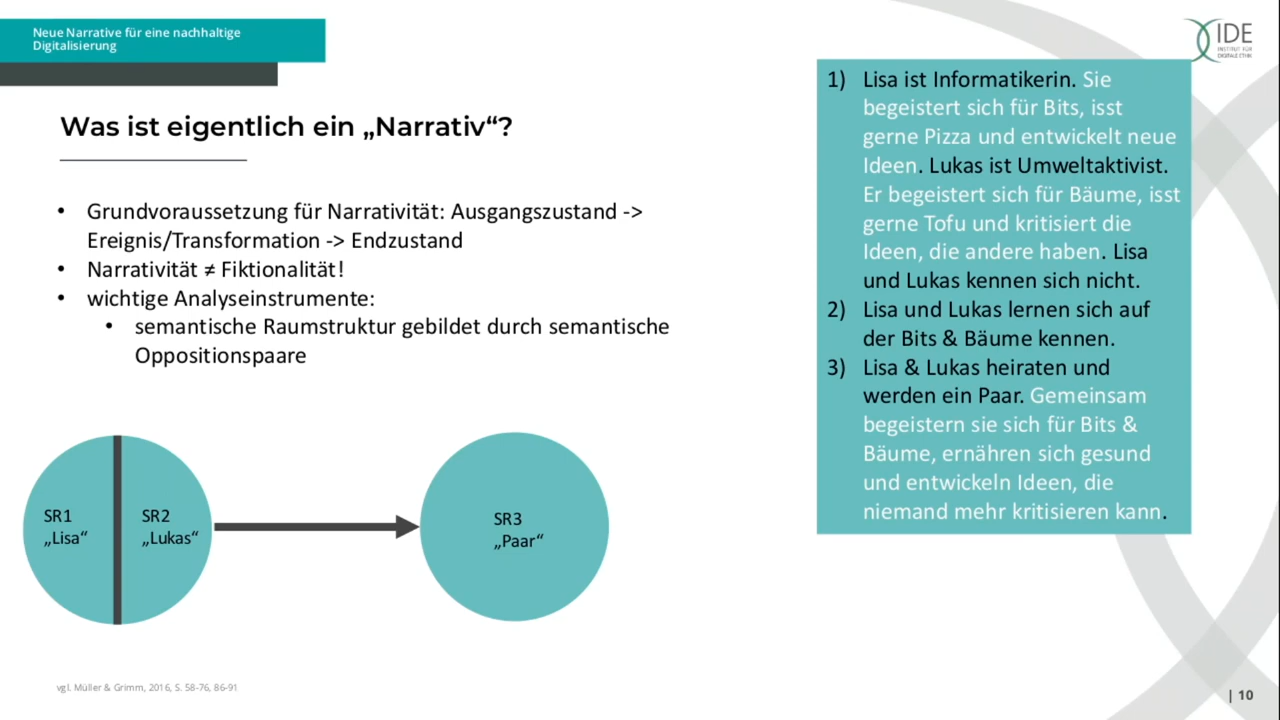 Neue Narrative für eine nachhaltige
Digitalisierung
IDE
INSTITUT FÜR
DIGITALE ETHIK
Was ist eigentlich ein „Narrativ“?
• Grundvoraussetzung für Narrativität: Ausgangszustand ->
Ereignis/Transformation -> Endzustand
• Narrativität ≠ Fiktionalität!
• wichtige Analyseinstrumente:
• semantische Raumstruktur gebildet durch semantische
Oppositionspaare
SR1
„Lisa“
SR2
„Lukas“
SR3
„Paar“
1) Lisa ist Informatikerin. Sie
begeistert sich für Bits, isst
gerne Pizza und entwickelt neue
Ideen. Lukas ist Umweltaktivist.
Er begeistert sich für Bäume, isst
gerne Tofu und kritisiert die
Ideen, die andere haben. Lisa
und Lukas kennen sich nicht.
2) Lisa und Lukas lernen sich auf
der Bits & Bäume kennen.
3) Lisa & Lukas heiraten und
werden ein Paar. Gemeinsam
begeistern sie sich für Bits &
Bäume, ernähren sich gesund
und entwickeln Ideen, die
niemand mehr kritisieren kann.
vgl. Müller & Grimm, 2016, S. 58-76, 86-91
| 10